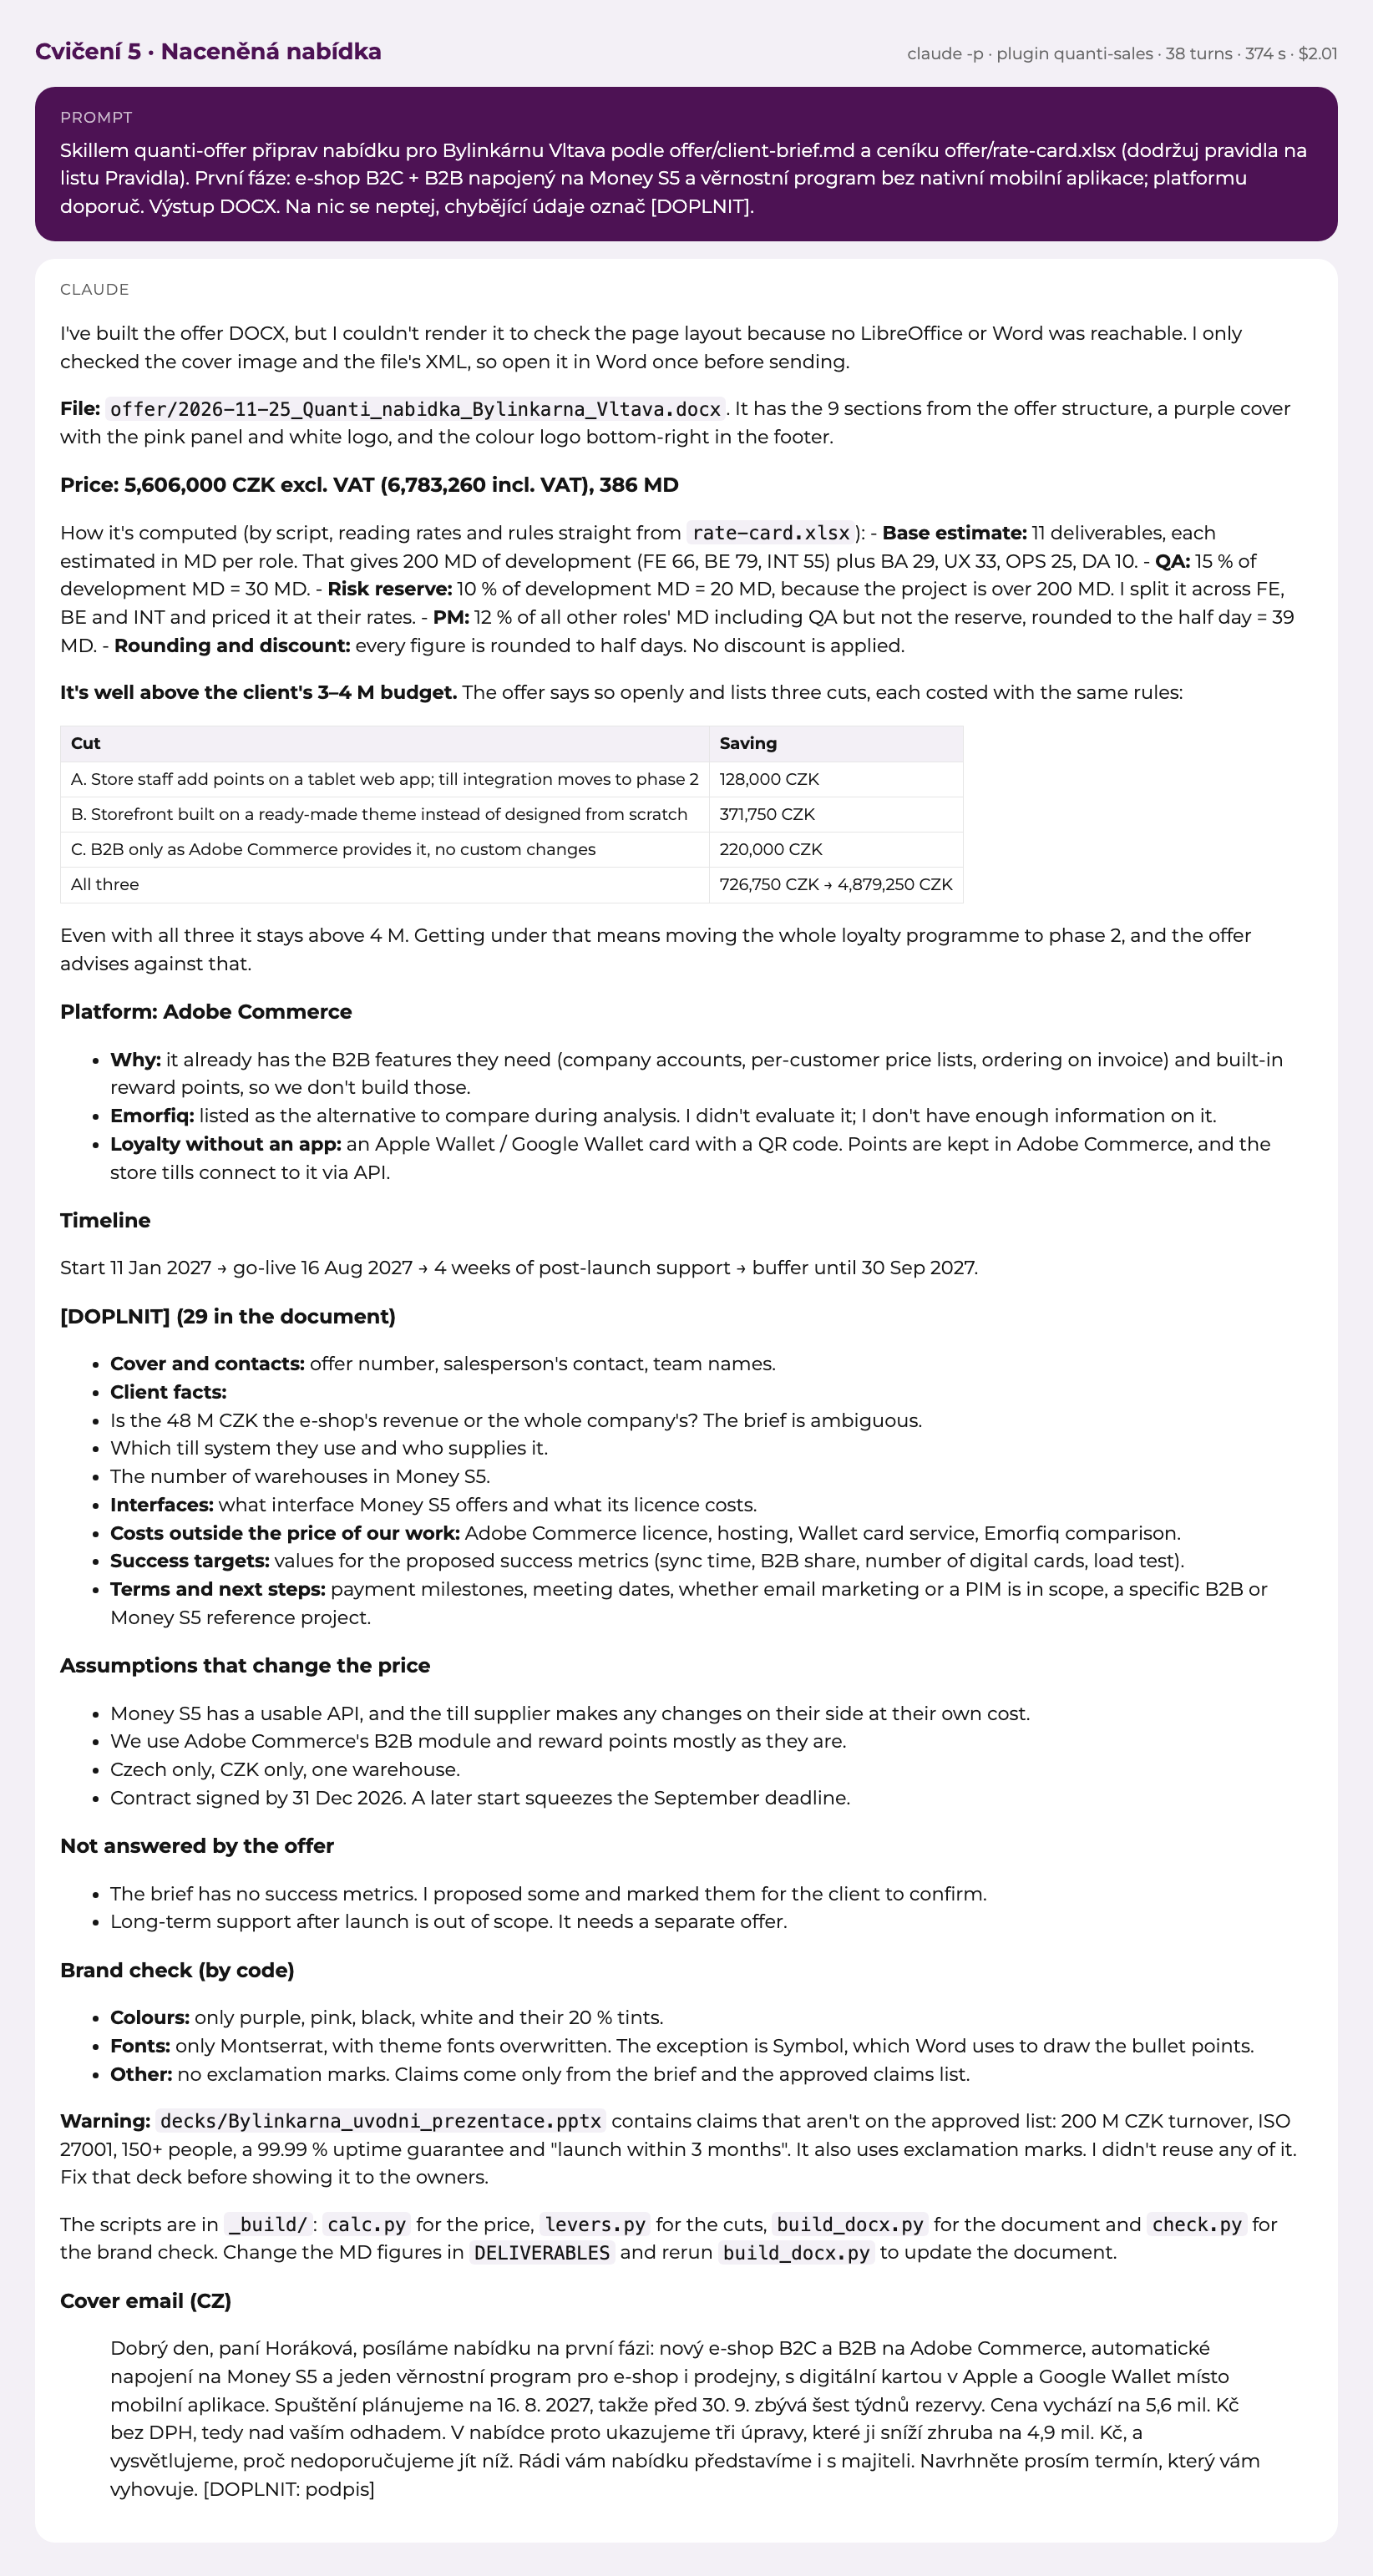 Cvičení 5 · Naceněná nabídka
claude -p · plugin quanti-sales · 38 turns · 374 s · $2.01
PROMPT
Skillem quanti-offer připrav nabídku pro Bylinkárnu Vltava podle offer/client-brief.md a ceníku offer/rate-card.xlsx (dodržuj pravidla na
listu Pravidla). První fáze: e-shop B2C + B2B napojený na Money S5 a věrnostní program bez nativní mobilní aplikace; platformu
doporuč. Výstup DOCX. Na nic se neptej, chybějící údaje označ [DOPLNIT].
CLAUDE
I've built the offer DOCX, but I couldn't render it to check the page layout because no LibreOffice or Word was reachable. I only
checked the cover image and the file's XML, so open it in Word once before sending.
File: offer/2026-11-25_Quanti_nabidka_Bylinkarna_Vltava.docx. It has the 9 sections from the offer structure, a purple cover
with the pink panel and white logo, and the colour logo bottom-right in the footer.
Price: 5,606,000 CZK excl. VAT (6,783,260 incl. VAT), 386 MD
How it's computed (by script, reading rates and rules straight from rate-card.xlsx): - Base estimate: 11 deliverables, each
estimated in MD per role. That gives 200 MD of development (FE 66, BE 79, INT 55) plus BA 29, UX 33, OPS 25, DA 10. - QA: 15 % of
development MD = 30 MD. - Risk reserve: 10 % of development MD = 20 MD, because the project is over 200 MD. I split it across FE,
BE and INT and priced it at their rates. - PM: 12 % of all other roles' MD including QA but not the reserve, rounded to the half day = 39
MD. - Rounding and discount: every figure is rounded to half days. No discount is applied.
It's well above the client's 3–4 M budget. The offer says so openly and lists three cuts, each costed with the same rules:
Cut Saving
A. Store staff add points on a tablet web app; till integration moves to phase 2 128,000 CZK
B. Storefront built on a ready-made theme instead of designed from scratch 371,750 CZK
C. B2B only as Adobe Commerce provides it, no custom changes 220,000 CZK
All three 726,750 CZK → 4,879,250 CZK
Even with all three it stays above 4 M. Getting under that means moving the whole loyalty programme to phase 2, and the offer
advises against that.
Platform: Adobe Commerce
• Why: it already has the B2B features they need (company accounts, per-customer price lists, ordering on invoice) and built-in
reward points, so we don't build those.
• Emorfiq: listed as the alternative to compare during analysis. I didn't evaluate it; I don't have enough information on it.
• Loyalty without an app: an Apple Wallet / Google Wallet card with a QR code. Points are kept in Adobe Commerce, and the
store tills connect to it via API.
Timeline
Start 11 Jan 2027 → go-live 16 Aug 2027 → 4 weeks of post-launch support → buffer until 30 Sep 2027.
[DOPLNIT] (29 in the document)
• Cover and contacts: offer number, salesperson's contact, team names.
• Client facts:
• Is the 48 M CZK the e-shop's revenue or the whole company's? The brief is ambiguous.
• Which till system they use and who supplies it.
• The number of warehouses in Money S5.
• Interfaces: what interface Money S5 offers and what its licence costs.
• Costs outside the price of our work: Adobe Commerce licence, hosting, Wallet card service, Emorfiq comparison.
• Success targets: values for the proposed success metrics (sync time, B2B share, number of digital cards, load test).
• Terms and next steps: payment milestones, meeting dates, whether email marketing or a PIM is in scope, a specific B2B or
Money S5 reference project.
Assumptions that change the price
• Money S5 has a usable API, and the till supplier makes any changes on their side at their own cost.
• We use Adobe Commerce's B2B module and reward points mostly as they are.
• Czech only, CZK only, one warehouse.
• Contract signed by 31 Dec 2026. A later start squeezes the September deadline.
Not answered by the offer
• The brief has no success metrics. I proposed some and marked them for the client to confirm.
• Long-term support after launch is out of scope. It needs a separate offer.
Brand check (by code)
• Colours: only purple, pink, black, white and their 20 % tints.
• Fonts: only Montserrat, with theme fonts overwritten. The exception is Symbol, which Word uses to draw the bullet points.
• Other: no exclamation marks. Claims come only from the brief and the approved claims list.
Warning: decks/Bylinkarna_uvodni_prezentace.pptx contains claims that aren't on the approved list: 200 M CZK turnover, ISO
27001, 150+ people, a 99.99 % uptime guarantee and "launch within 3 months". It also uses exclamation marks. I didn't reuse any of it.
Fix that deck before showing it to the owners.
The scripts are in _build/: calc.py for the price, levers.py for the cuts, build_docx.py for the document and check.py for
the brand check. Change the MD figures in DELIVERABLES and rerun build_docx.py to update the document.
Cover email (CZ)
Dobrý den, paní Horáková, posíláme nabídku na první fázi: nový e-shop B2C a B2B na Adobe Commerce, automatické
napojení na Money S5 a jeden věrnostní program pro e-shop i prodejny, s digitální kartou v Apple a Google Wallet místo
mobilní aplikace. Spuštění plánujeme na 16. 8. 2027, takže před 30. 9. zbývá šest týdnů rezervy. Cena vychází na 5,6 mil. Kč
bez DPH, tedy nad vaším odhadem. V nabídce proto ukazujeme tři úpravy, které ji sníží zhruba na 4,9 mil. Kč, a
vysvětlujeme, proč nedoporučujeme jít níž. Rádi vám nabídku představíme i s majiteli. Navrhněte prosím termín, který vám
vyhovuje. [DOPLNIT: podpis]